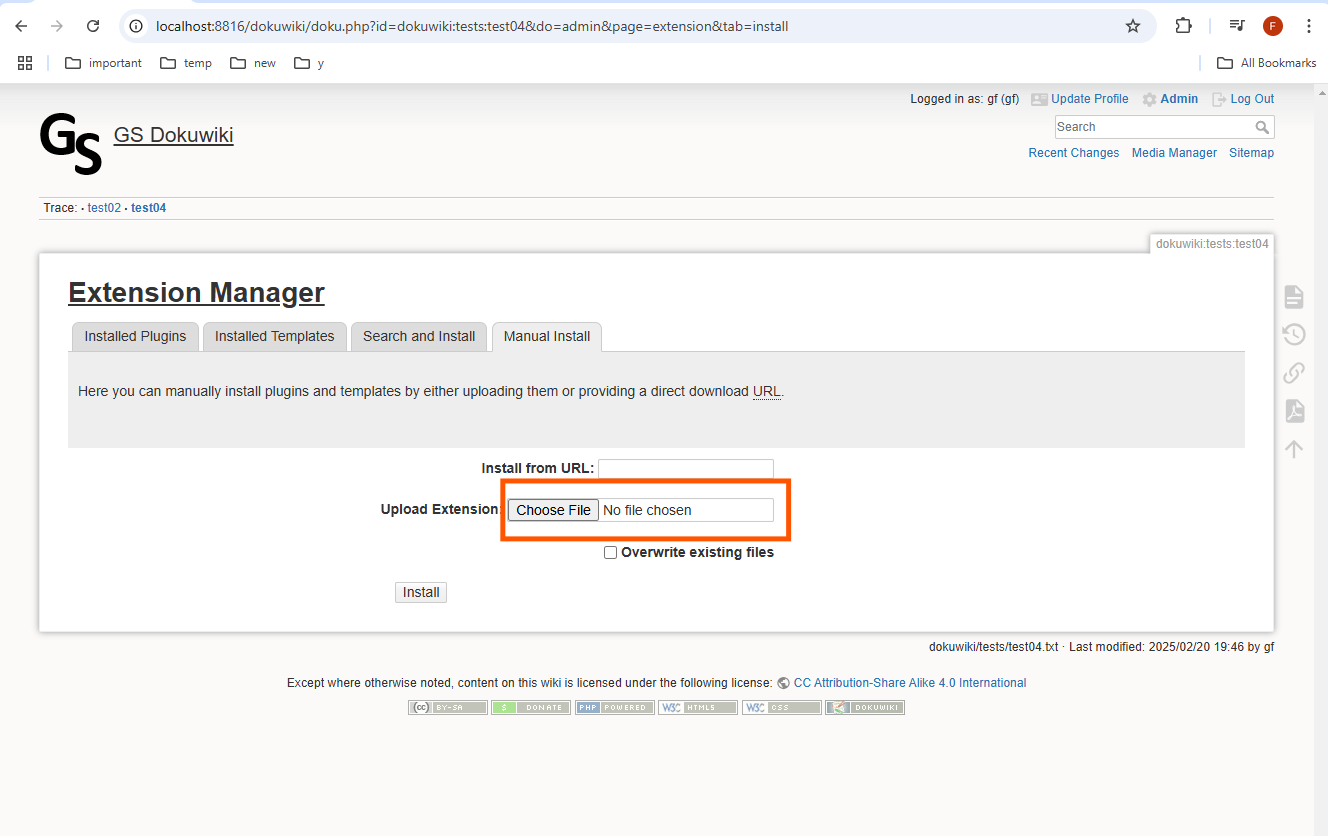 localhost:8816/dokuwiki/doku.php?id=dokuwiki:tests:test04&do=admin&page=extension&tab=install
F
important temp new y All Bookmarks
Logged in as: gf (gf) Update Profile Admin Log Out
GS GS Dokuwiki
Search
Recent Changes Media Manager Sitemap
Trace: • test02 • test04
dokuwiki:tests:test04
Extension Manager
Installed Plugins Installed Templates Search and Install Manual Install
Here you can manually install plugins and templates by either uploading them or providing a direct download URL.
Install from URL:
Upload Extension: Choose File No file chosen
Overwrite existing files
Install
dokuwiki/tests/test04.txt · Last modified: 2025/02/20 19:46 by gf
Except where otherwise noted, content on this wiki is licensed under the following license: CC Attribution-Share Alike 4.0 International
cc BY-SA $ DONATE PHP POWERED W3C HTML5 W3C CSS DOKUWIKI